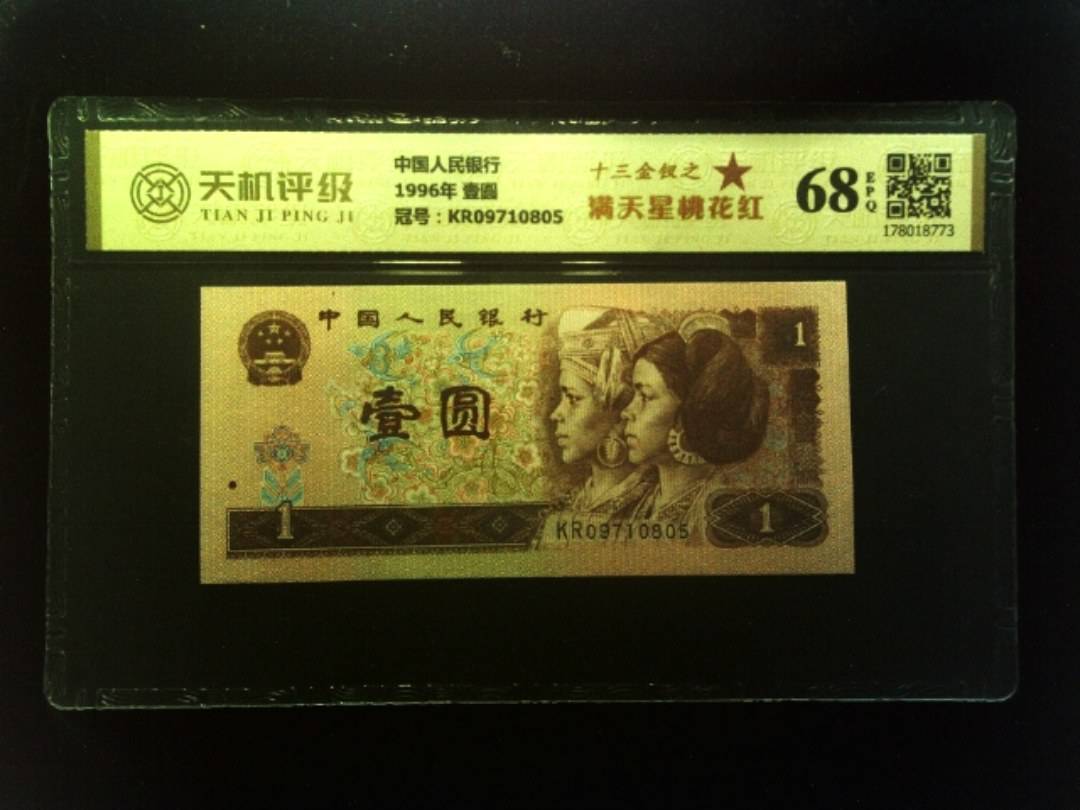 天机评级
TIAN JI PING JI
中国人民银行
1996年 壹圆
冠号：KR09710805
十三金钗之
满天星桃花红
68
EPQ
178018773
中国人民银行
1
壹圆
KR09710805
1
1